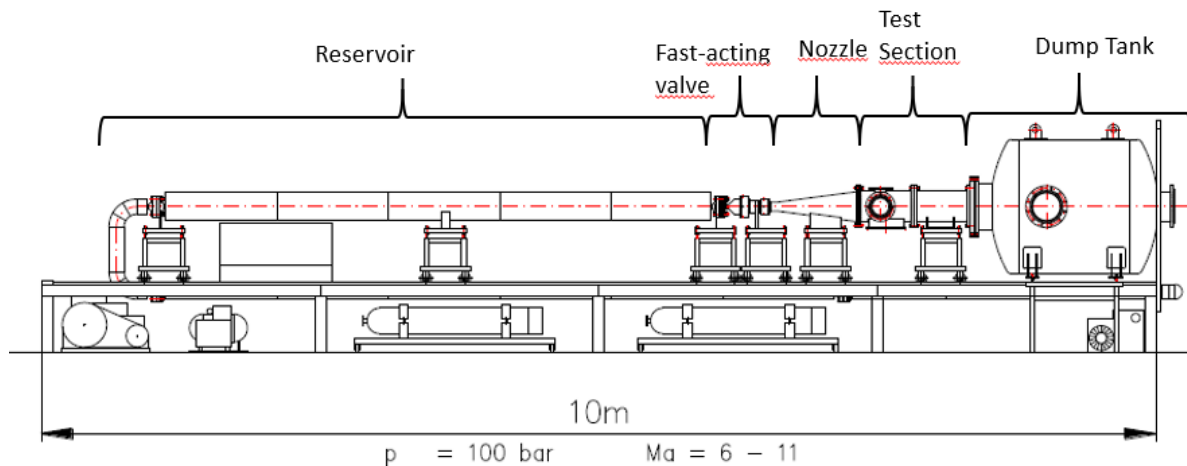 Reservoir
Fast-acting
valve
Nozzle
Test
Section
Dump Tank
10m
p = 100 bar Ma = 6 - 11